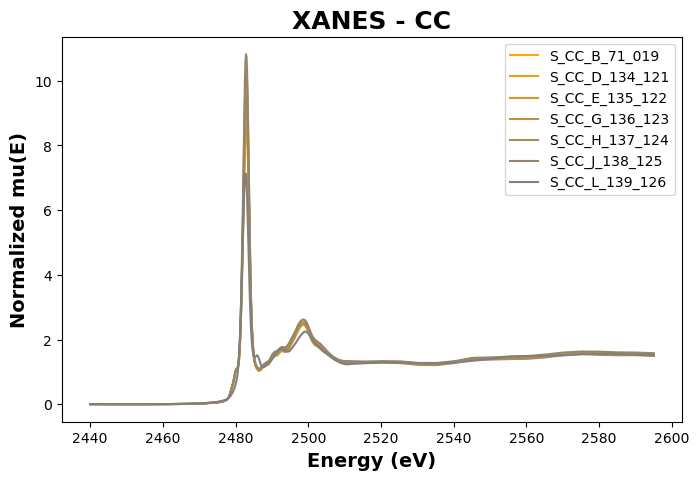 XANES - CC
Normalized mu(E)
10
8
6
4
2
0
S_CC_B_71_019
S_CC_D_134_121
S_CC_E_135_122
S_CC_G_136_123
S_CC_H_137_124
S_CC_J_138_125
S_CC_L_139_126
2440 2460 2480 2500 2520 2540 2560 2580 2600
Energy (eV)